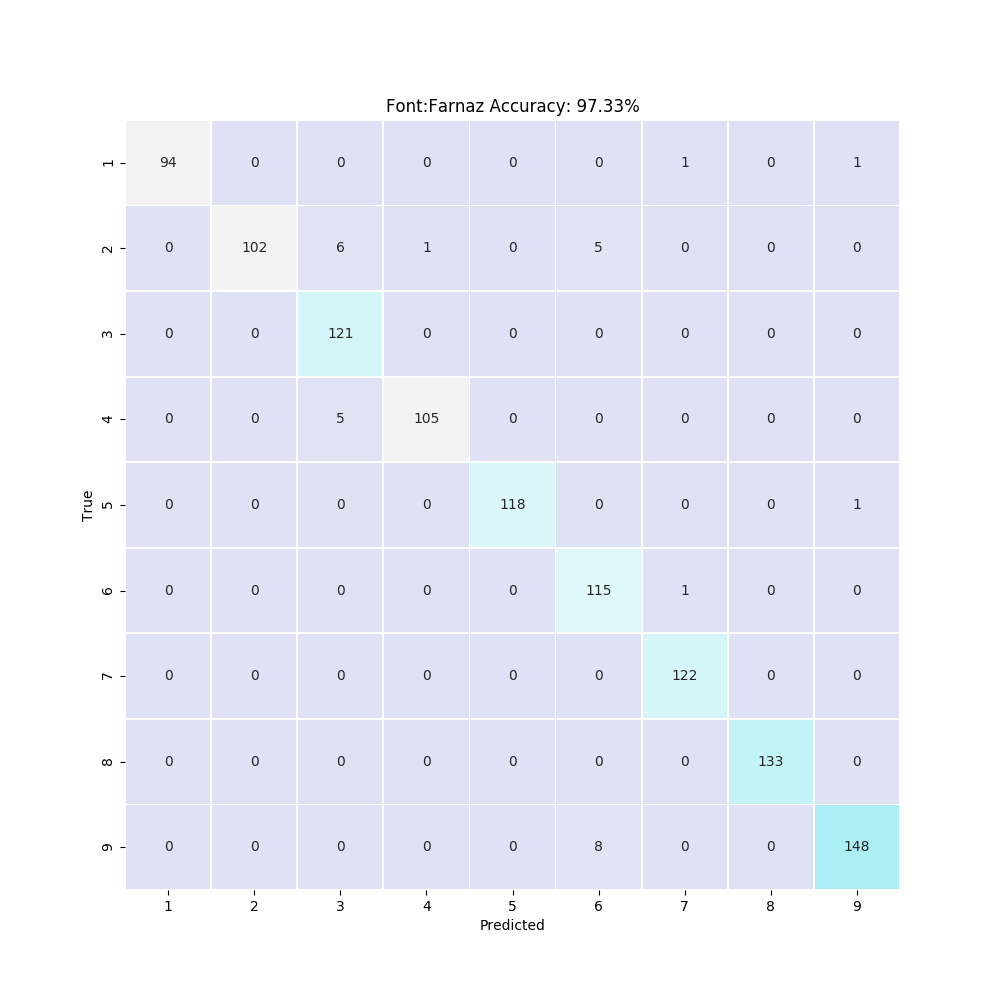 Font:Farnaz Accuracy: 97.33%
1 94 0 0 0 0 0 1 0 1
2 0 102 6 1 0 5 0 0 0
3 0 0 121 0 0 0 0 0 0
4 0 0 5 105 0 0 0 0 0
True
5 0 0 0 0 118 0 0 0 1
6 0 0 0 0 0 115 1 0 0
7 0 0 0 0 0 0 122 0 0
8 0 0 0 0 0 0 0 133 0
9 0 0 0 0 0 8 0 0 148
1 2 3 4 5 6 7 8 9
Predicted